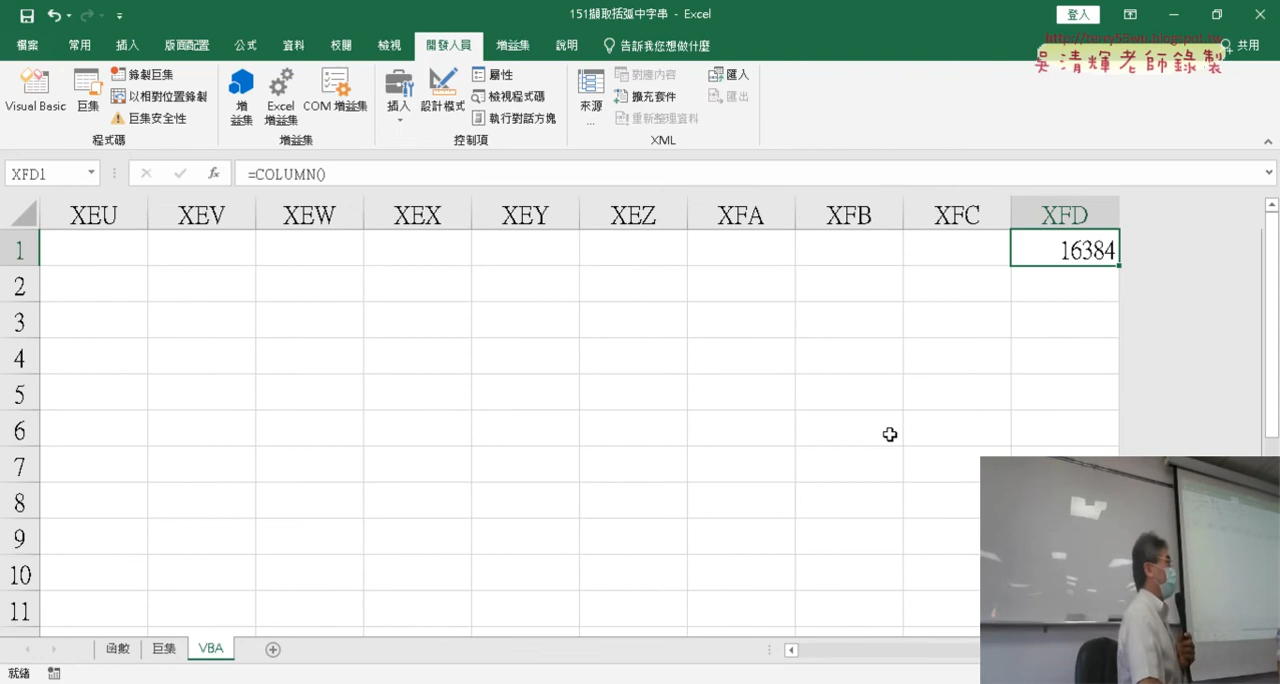 151擷取括弧中字串 - Excel
登入
http://terry55wu.blogspot.tw
吳清輝老師錄製
共用
檔案 常用 插入 版面配置 公式 資料 校閱 檢視 開發人員 增益集 說明 告訴我您想做什麼
Visual Basic
巨集
錄製巨集
以相對位置錄製
巨集安全性
程式碼
增益集
Excel 增益集
COM 增益集
增益集
插入
設計模式
屬性
檢視程式碼
執行對話方塊
控制項
來源
...
對應內容
擴充套件
重新整理資料
匯入
匯出
XML
XFD1
fx
=COLUMN()
XEU XEV XEW XEX XEY XEZ XFA XFB XFC XFD
1 16384
2
3
4
5
6
7
8
9
10
11
函數 巨集 VBA
就緒